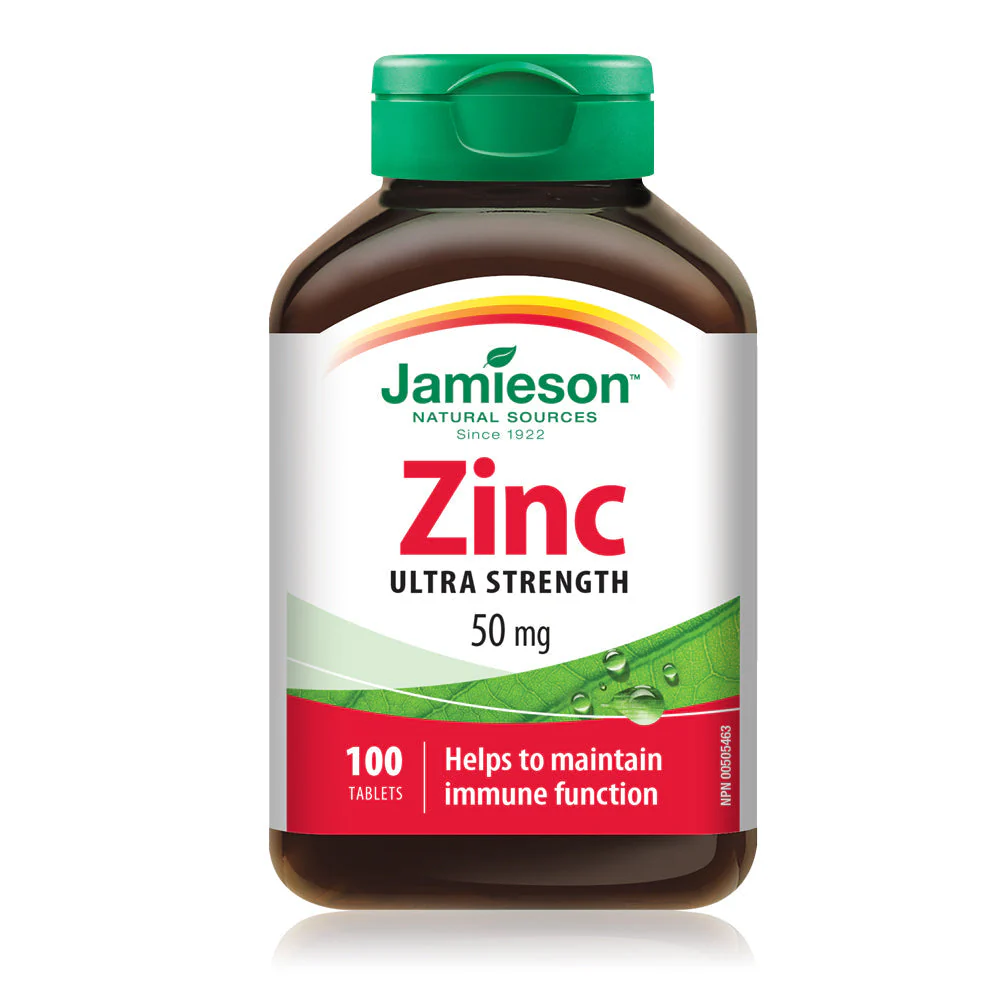 Jamieson™
NATURAL SOURCES
Since 1922
Zinc
ULTRA STRENGTH
50 mg
100
TABLETS
Helps to maintain
immune function
NPN 00505463